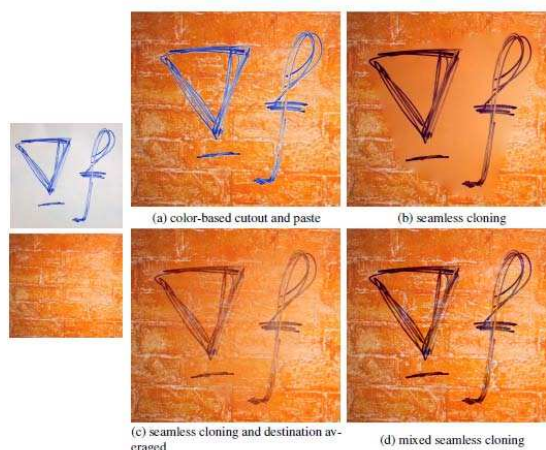 ∇ f
∇ f
∇ f
(a) color-based cutout and paste
(b) seamless cloning
∇ f
∇ f
(c) seamless cloning and destination av-
eraged
(d) mixed seamless cloning